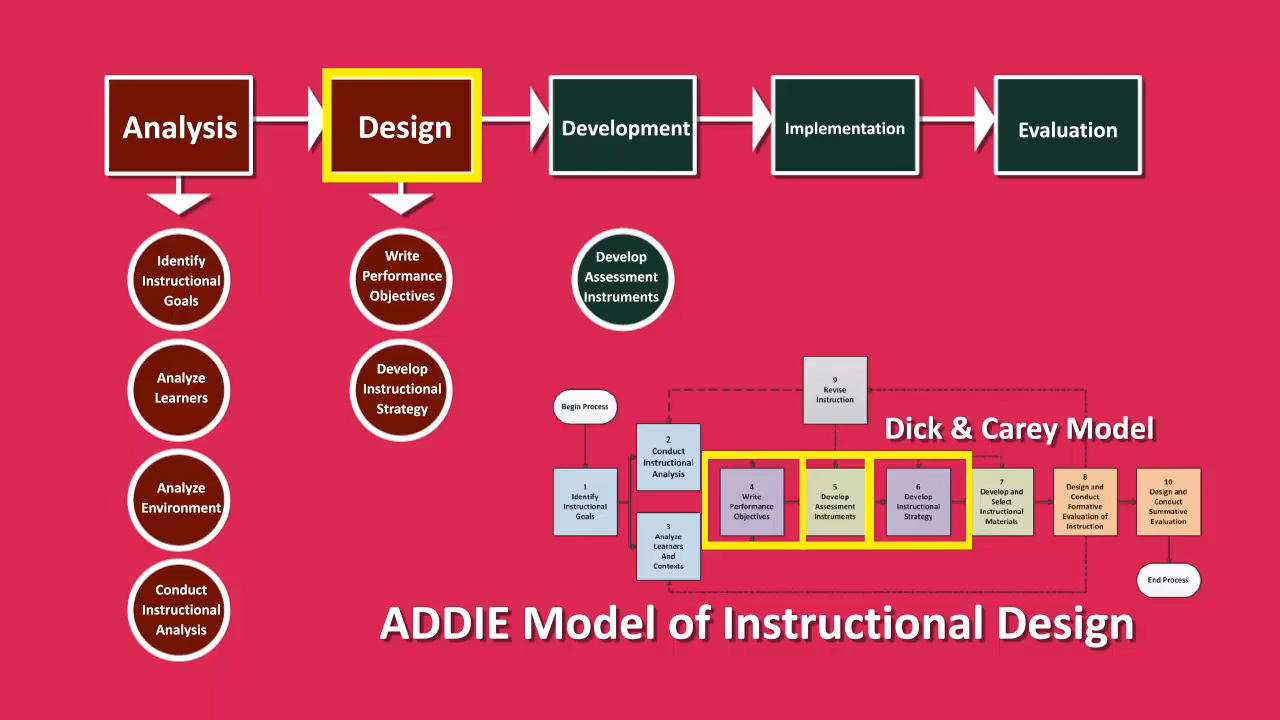 Analysis
Design
Development
Implementation
Evaluation
Identify
Instructional
Goals
Write
Performance
Objectives
Develop
Assessment
Instruments
Analyze
Learners
Develop
Instructional
Strategy
Analyze
Environment
Conduct
Instructional
Analysis
Dick & Carey Model
Begin Process
1
Identify
Instructional
Goals
2
Conduct
Instructional
Analysis
3
Analyze
Learners
And
Contexts
4
Write
Performance
Objectives
5
Develop
Assessment
Instruments
6
Develop
Instructional
Strategy
7
Develop and
Select
Instructional
Materials
8
Design and
Conduct
Formative
Evaluation of
Instruction
9
Revise
Instruction
10
Design and
Conduct
Summative
Evaluation
End Process
ADDIE Model of Instructional Design